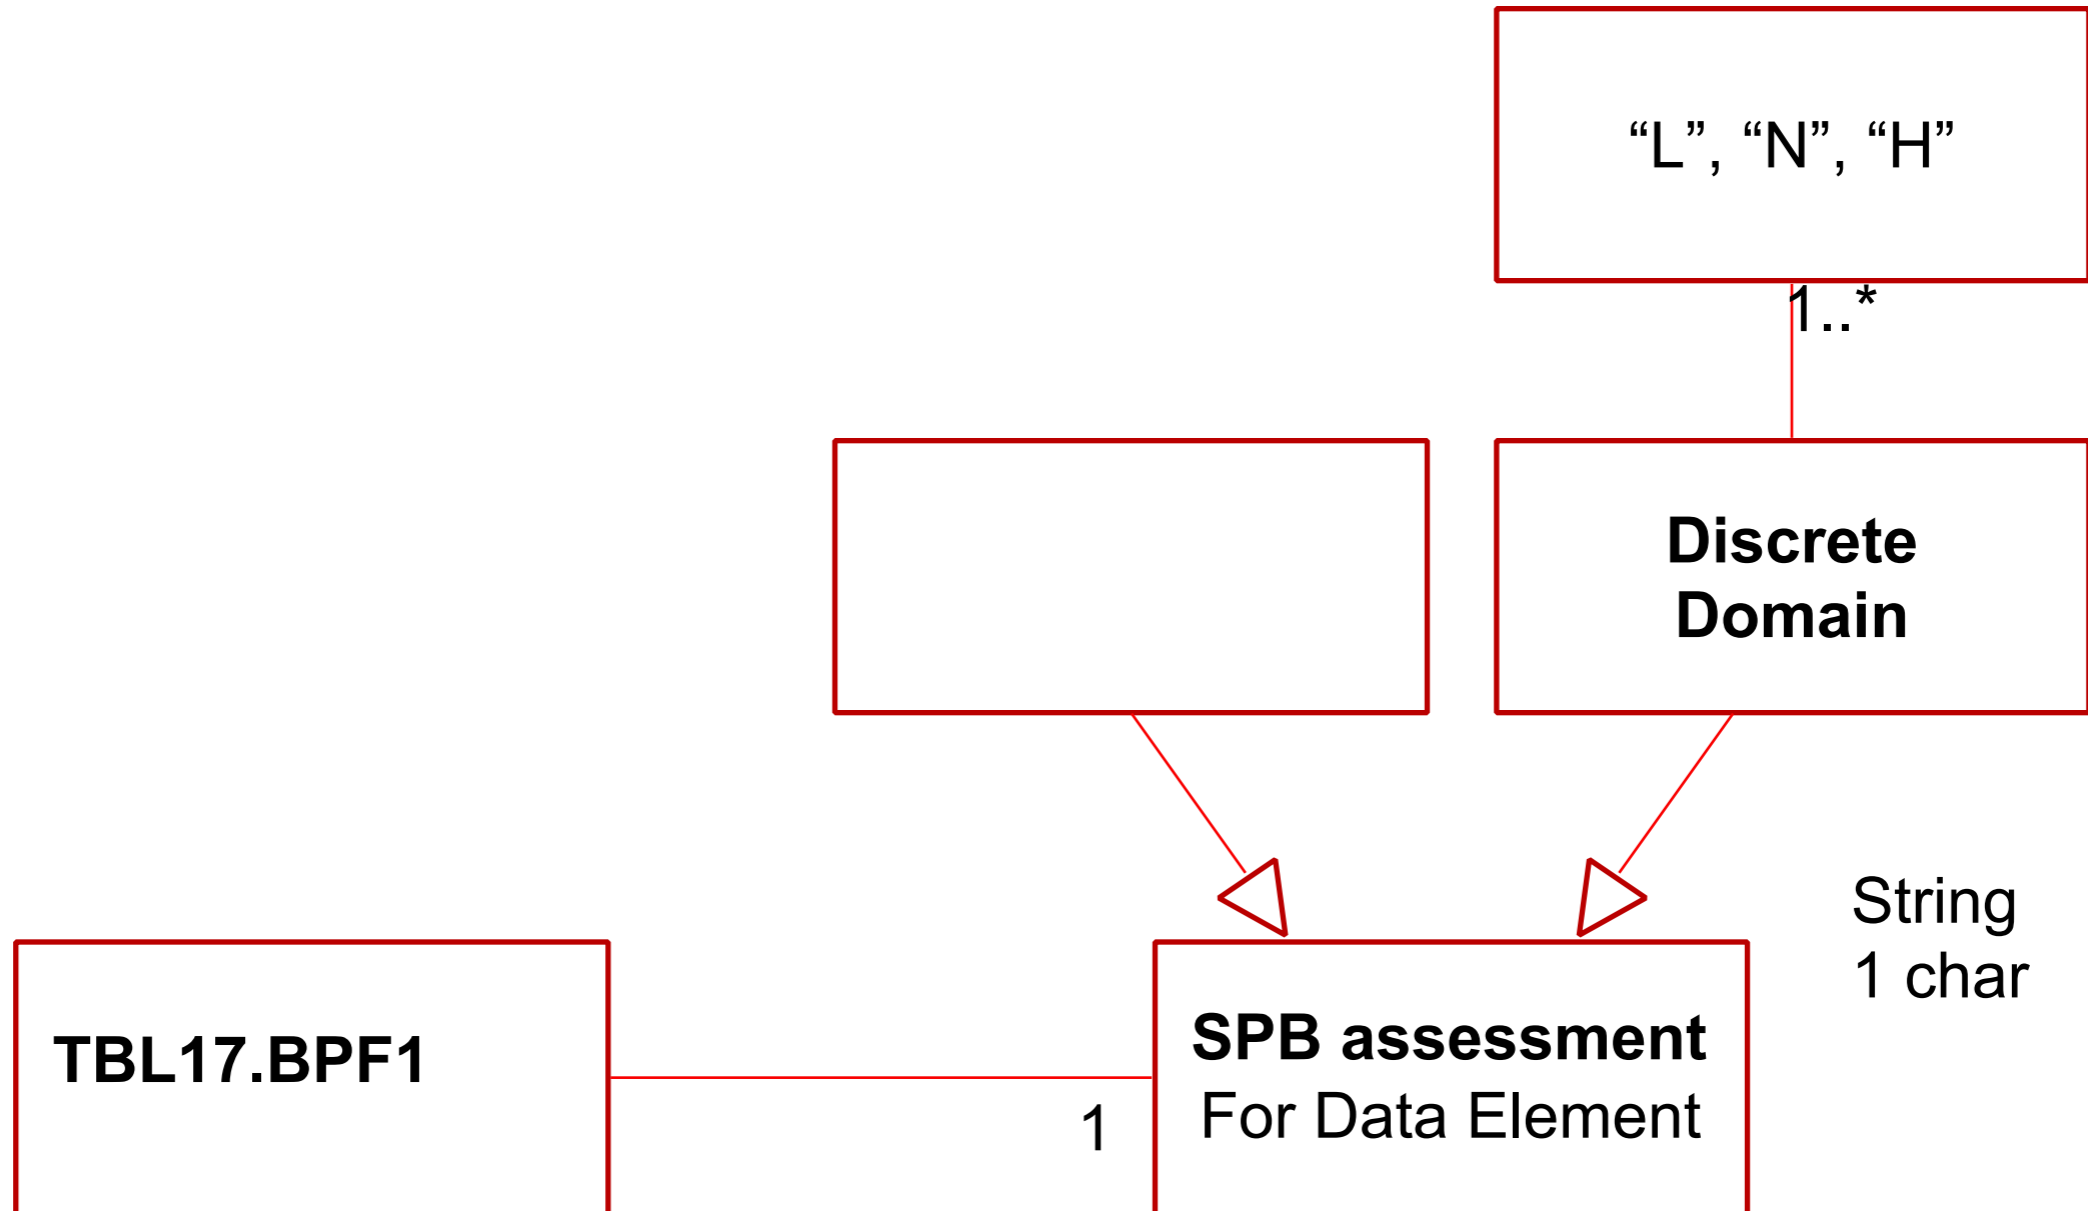 “L”, “N”, “H”
1..*
Discrete
Domain
String
1 char
TBL17.BPF1
1
SPB assessment
For Data Element